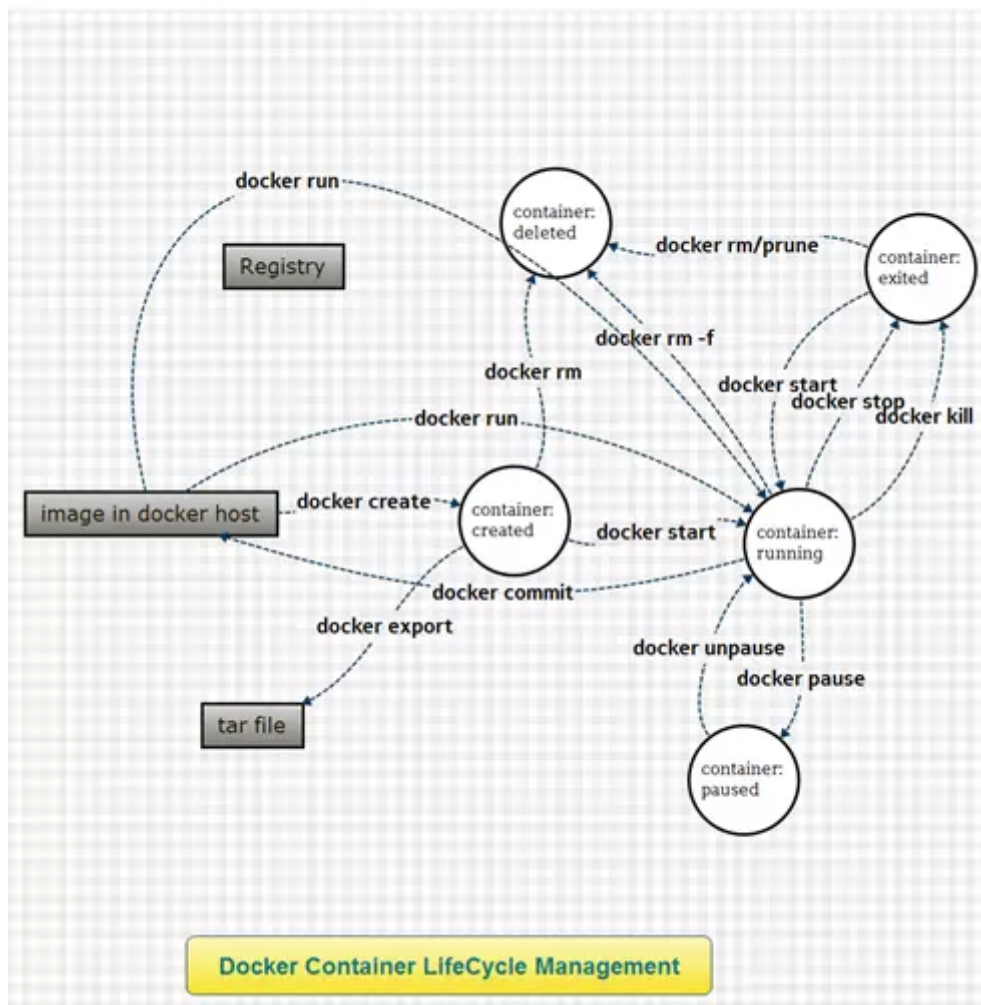 docker run
container:
deleted
Registry
docker rm/prune
container:
exited
docker rm -f
docker rm
docker start
docker stop
docker kill
docker run
image in docker host
docker create
container:
created
docker start
container:
running
docker commit
docker export
docker unpause
docker pause
tar file
container:
paused
Docker Container LifeCycle Management